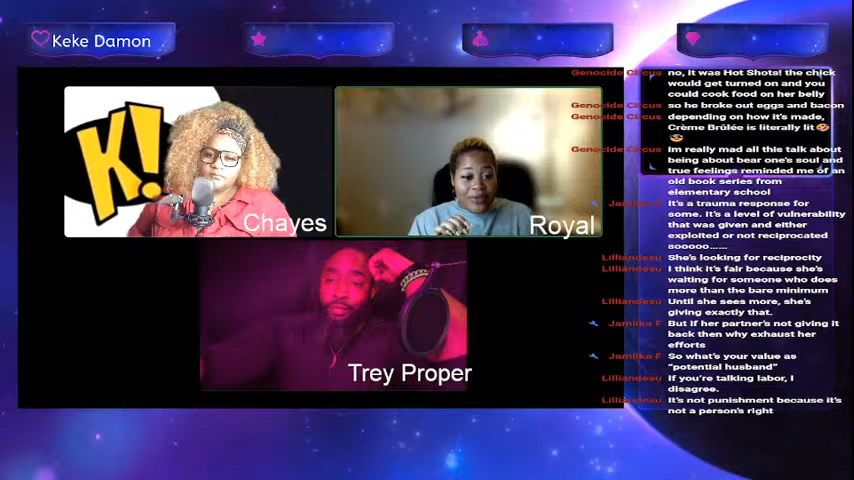 Keke Damon
K!
Chayes
Royal
Trey Proper
Genocide Circus no, It was Hot Shots! the chick
would get turned on and you
could cook food on her belly
Genocide Circus so he broke out eggs and bacon
Genocide Circus depending on how it's made,
Crème Brûlée is literally lit 🤣
Genocide Circus Im really mad all this talk about
being about bear one's soul and
true feelings reminded me of an
old book series from
elementary school
Jamiika F It's a trauma response for
some. It's a level of vulnerability
that was given and either
exploited or not reciprocated
sooooo......
Lilliandesu She's looking for reciprocity
Lilliandesu I think it's fair because she's
waiting for someone who does
more than the bare minimum
Lilliandesu Until she sees more, she's
giving exactly that.
Jamiika F But if her partner's not giving it
back then why exhaust her
efforts
Jamiika F So what's your value as
"potential husband"
Lilliandesu If you're talking labor, I
disagree.
Lilliandesu It's not punishment because it's
not a person's right